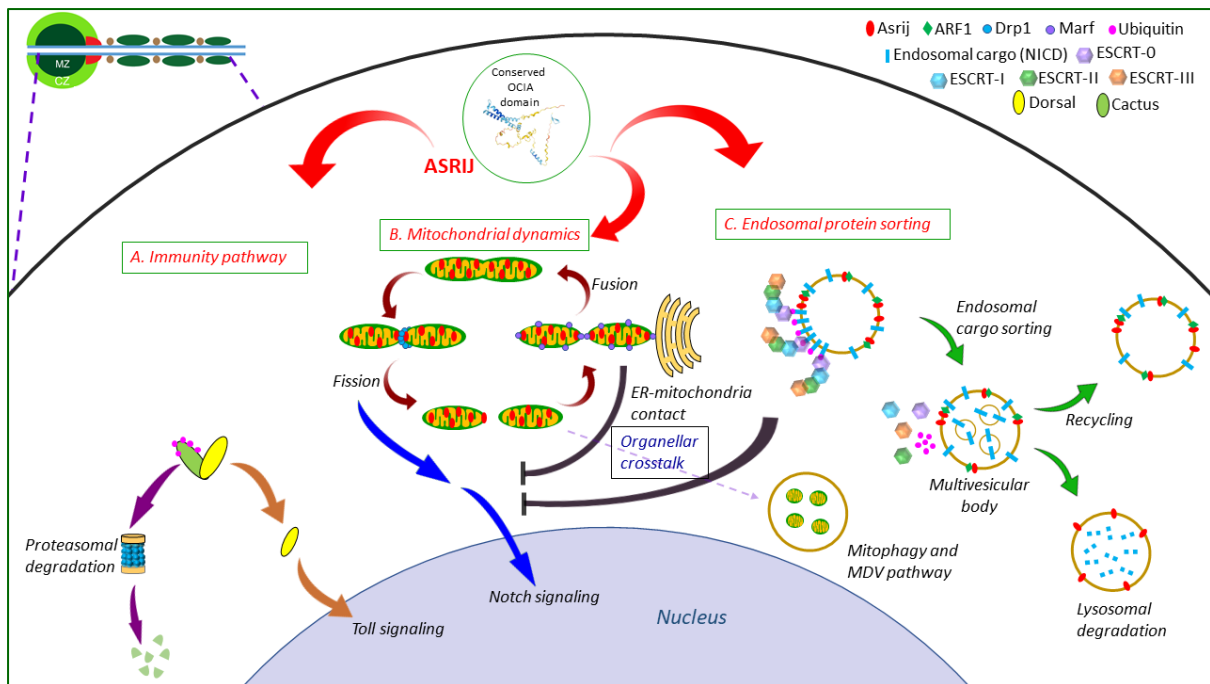 MZ
CZ
Asrij ARF1 Drp1 Marf Ubiquitin
Endosomal cargo (NICD) ESCRT-0
ESCRT-I ESCRT-II ESCRT-III
Dorsal Cactus
Conserved
OCIA
domain
ASRIJ
A. Immunity pathway
B. Mitochondrial dynamics
C. Endosomal protein sorting
Fusion
Fission
ER-mitochondria
contact
Organellar
crosstalk
Endosomal
cargo sorting
Recycling
Multivesicular
body
Mitophagy and
MDV pathway
Lysosomal
degradation
Proteasomal
degradation
Notch signaling
Toll signaling
Nucleus